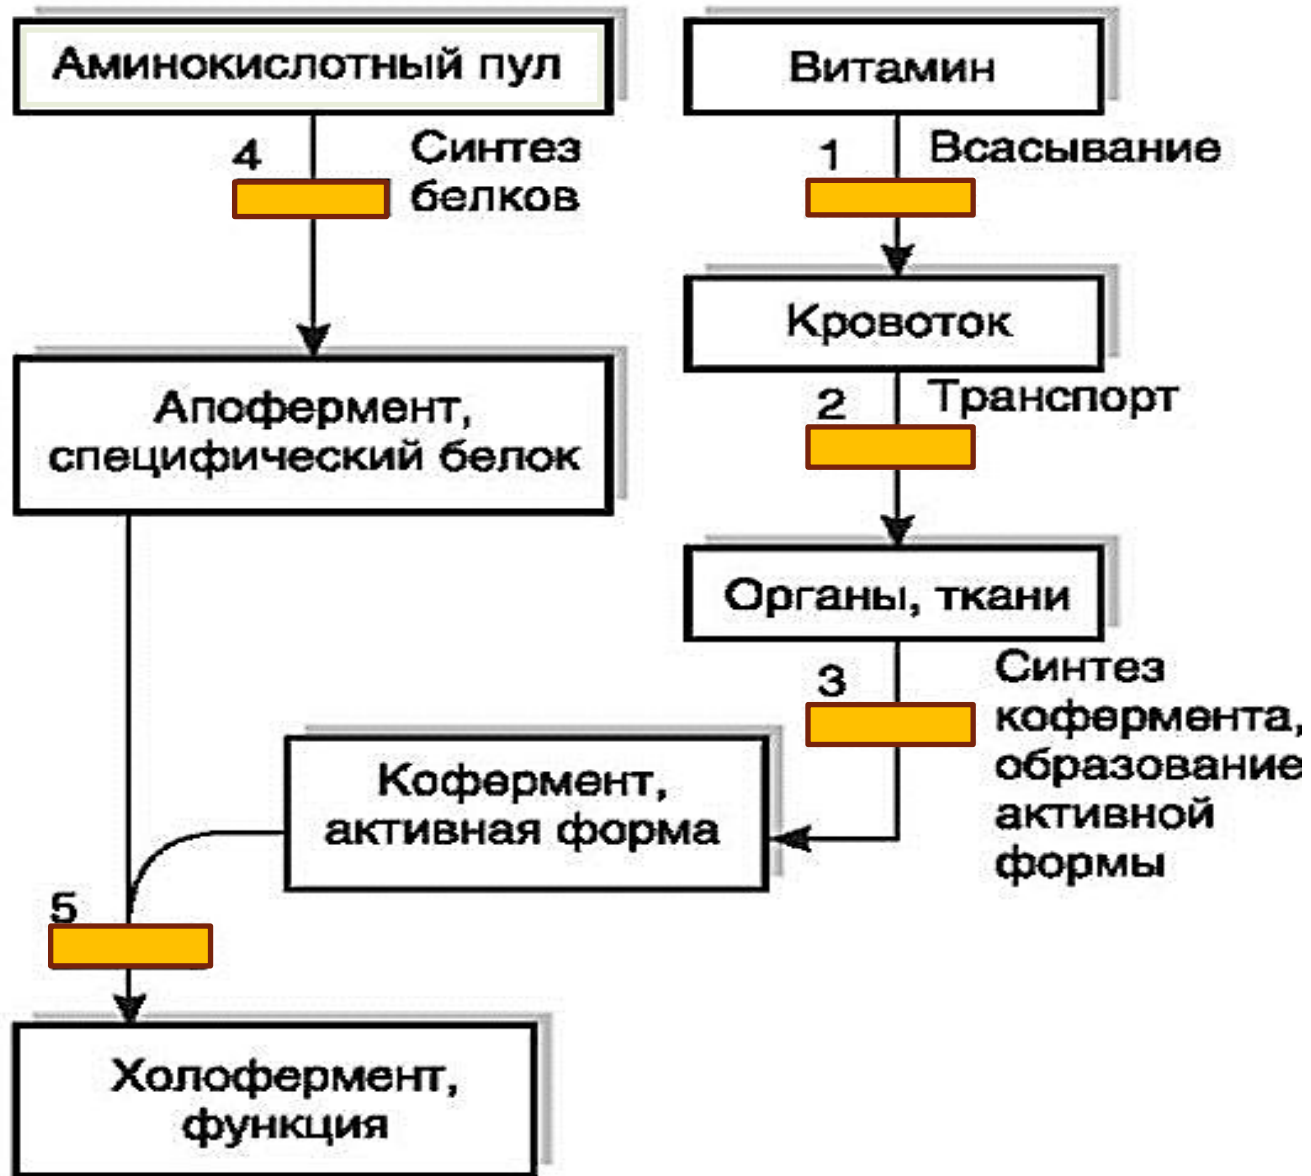 Аминокислотный пул
Витамин
4
Синтез
белков
1
Всасывание
Кровоток
2
Транспорт
Апофермент,
специфический белок
Органы, ткани
3
Синтез
кофермента,
образование
активной
формы
Кофермент,
активная форма
5
Холофермент,
функция